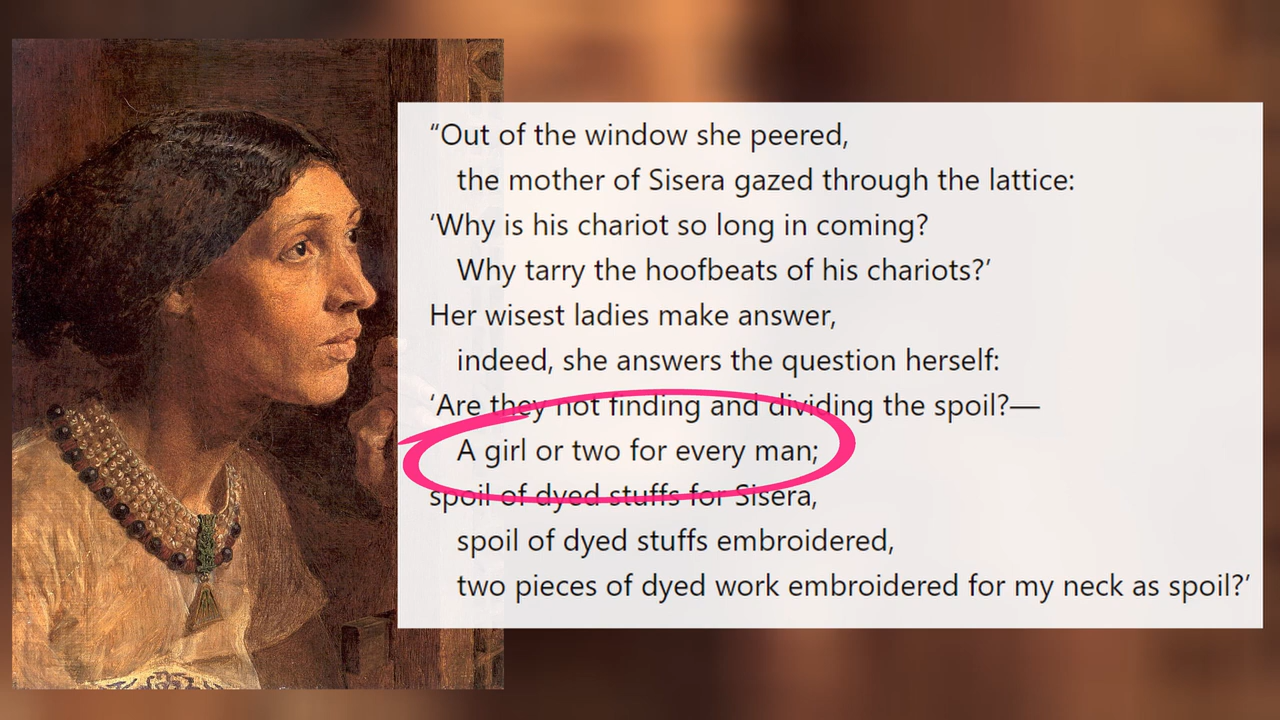 “Out of the window she peered,
the mother of Sisera gazed through the lattice:
‘Why is his chariot so long in coming?
Why tarry the hoofbeats of his chariots?’
Her wisest ladies make answer,
indeed, she answers the question herself:
‘Are they not finding and dividing the spoil?—
A girl or two for every man;
spoil of dyed stuffs for Sisera,
spoil of dyed stuffs embroidered,
two pieces of dyed work embroidered for my neck as spoil?’